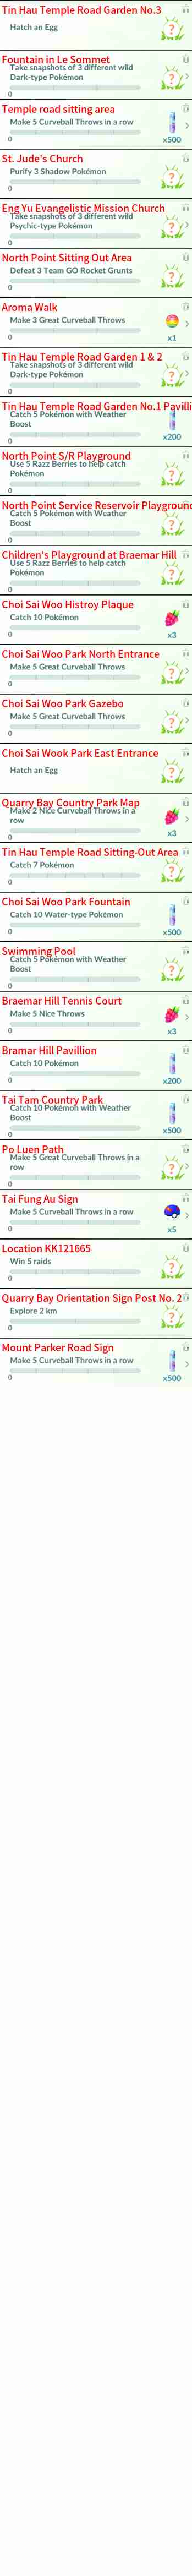 Tin Hau Temple Road Garden No.3
Hatch an Egg
Fountain in Le Sommet
Take snapshots of 3 different wild
Dark-type Pokémon
0
Temple road sitting area
Make 5 Curveball Throws in a row
0
x500
St. Jude's Church
Purify 3 Shadow Pokémon
0
Eng Yu Evangelistic Mission Church
Take snapshots of 3 different wild
Psychic-type Pokémon
0
North Point Sitting Out Area
Defeat 3 Team GO Rocket Grunts
0
Aroma Walk
Make 3 Great Curveball Throws
0
x1
Tin Hau Temple Road Garden 1 & 2
Take snapshots of 3 different wild
Dark-type Pokémon
0
Tin Hau Temple Road Garden No.1 Pavilli
Catch 5 Pokémon with Weather
Boost
0
x200
North Point S/R Playground
Use 5 Razz Berries to help catch
Pokémon
0
North Point Service Reservoir Playground
Catch 5 Pokémon with Weather
Boost
0
Children's Playground at Braemar Hill
Use 5 Razz Berries to help catch
Pokémon
0
Choi Sai Woo Histroy Plaque
Catch 10 Pokémon
0
x3
Choi Sai Woo Park North Entrance
Make 5 Great Curveball Throws
0
Choi Sai Woo Park Gazebo
Make 5 Great Curveball Throws
0
Choi Sai Wook Park East Entrance
Hatch an Egg
Quarry Bay Country Park Map
Make 2 Nice Curveball Throws in a
row
0
x3
Tin Hau Temple Road Sitting-Out Area
Catch 7 Pokémon
0
Choi Sai Woo Park Fountain
Catch 10 Water-type Pokémon
0
x500
Swimming Pool
Catch 5 Pokémon with Weather
Boost
0
Braemar Hill Tennis Court
Make 5 Nice Throws
0
x3
Bramar Hill Pavillion
Catch 10 Pokémon
0
x200
Tai Tam Country Park
Catch 10 Pokémon with Weather
Boost
0
x500
Po Luen Path
Make 5 Great Curveball Throws in a
row
0
Tai Fung Au Sign
Make 5 Curveball Throws in a row
0
x5
Location KK121665
Win 5 raids
0
Quarry Bay Orientation Sign Post No. 2
Explore 2 km
0
Mount Parker Road Sign
Make 5 Curveball Throws in a row
0
x500